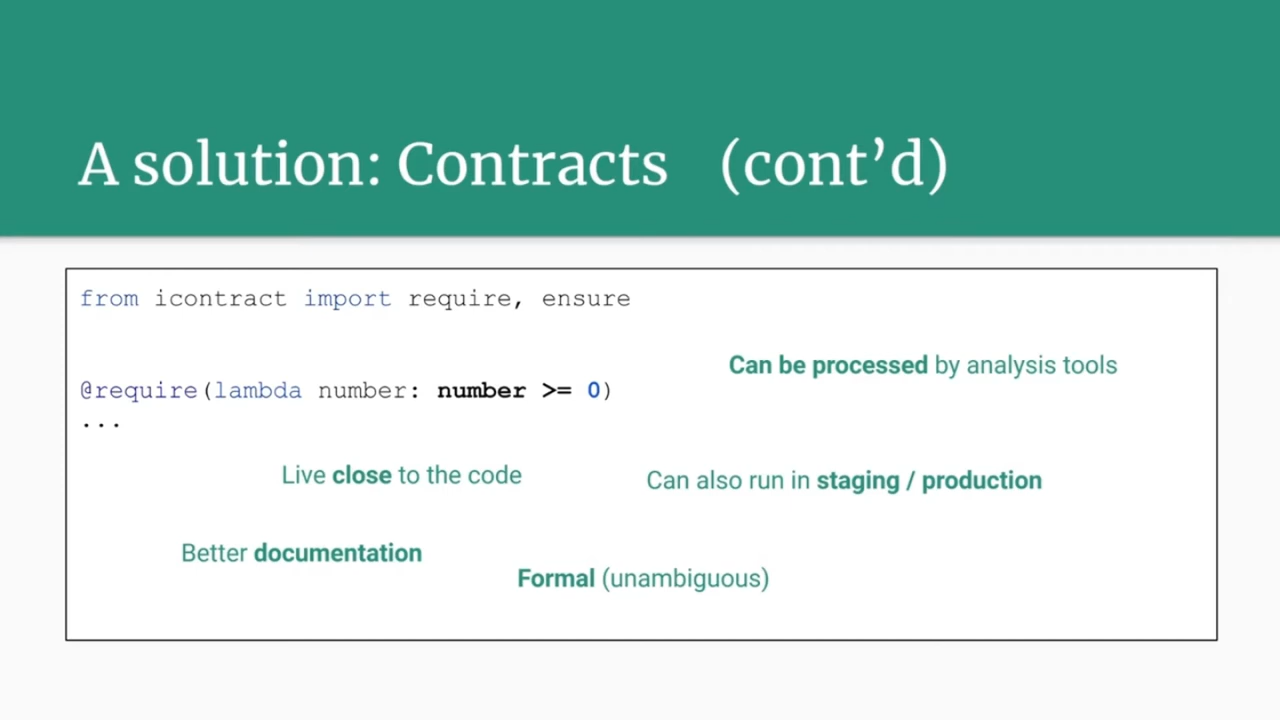 A solution: Contracts (cont’d)
from icontract import require, ensure
@require(lambda number: number >= 0)
...
Can be processed by analysis tools
Live close to the code
Can also run in staging / production
Better documentation
Formal (unambiguous)